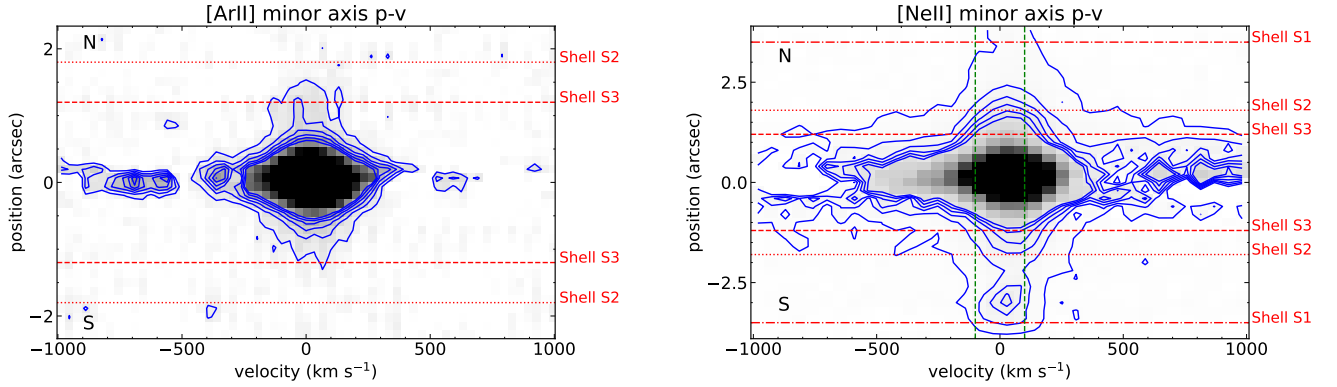 [ArII] minor axis p-v
N
Shell S2
Shell S3
Shell S3
Shell S2
S
2
0
−2
−1000
−500
0
500
1000
position (arcsec)
velocity (km s⁻¹)
[NeII] minor axis p-v
N
Shell S1
Shell S2
Shell S3
Shell S3
Shell S2
Shell S1
S
2.5
0.0
−2.5
−1000
−500
0
500
1000
position (arcsec)
velocity (km s⁻¹)